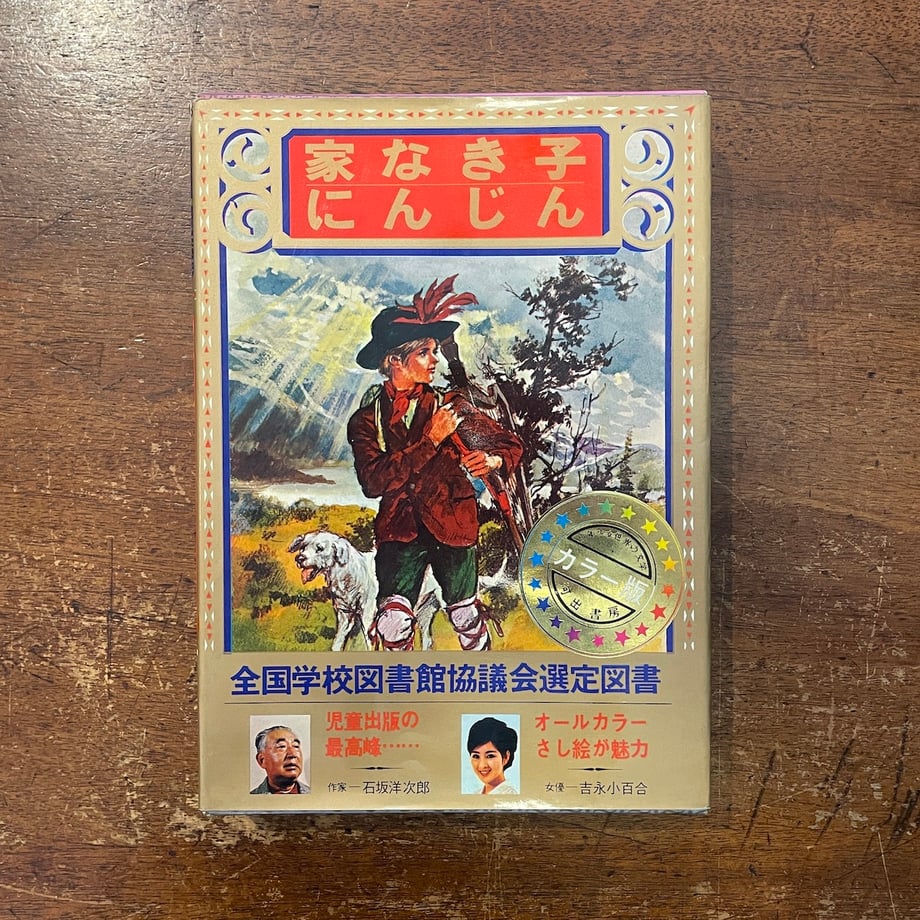 家なき子
にんじん
カラー版
河出書房
全国学校図書館協議会選定図書
児童出版の
最高峰……
作家―石坂洋次郎
オールカラー
さし絵が魅力
女優―吉永小百合